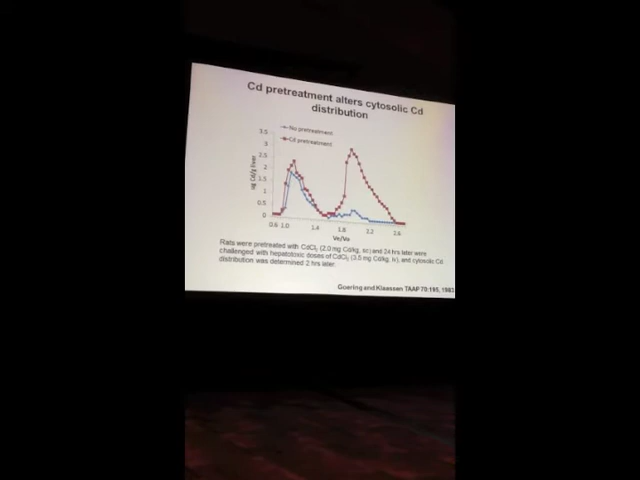 Cd pretreatment alters cytosolic Cd
distribution
No pretreatment
Cd pretreatment
3.5
3
2.5
2
1.5
1
0.5
0
µg Cd/g liver
0.6 1.0 1.4 1.8 2.2 2.6
Ve/Vo
Rats were pretreated with CdCl₂ (2.0 mg Cd/kg, sc) and 24 hrs later were
challenged with hepatotoxic doses of CdCl₂ (3.5 mg Cd/kg, iv), and cytosolic Cd
distribution was determined 2 hrs later.
Goering and Klaassen TAAP 70:195, 1983